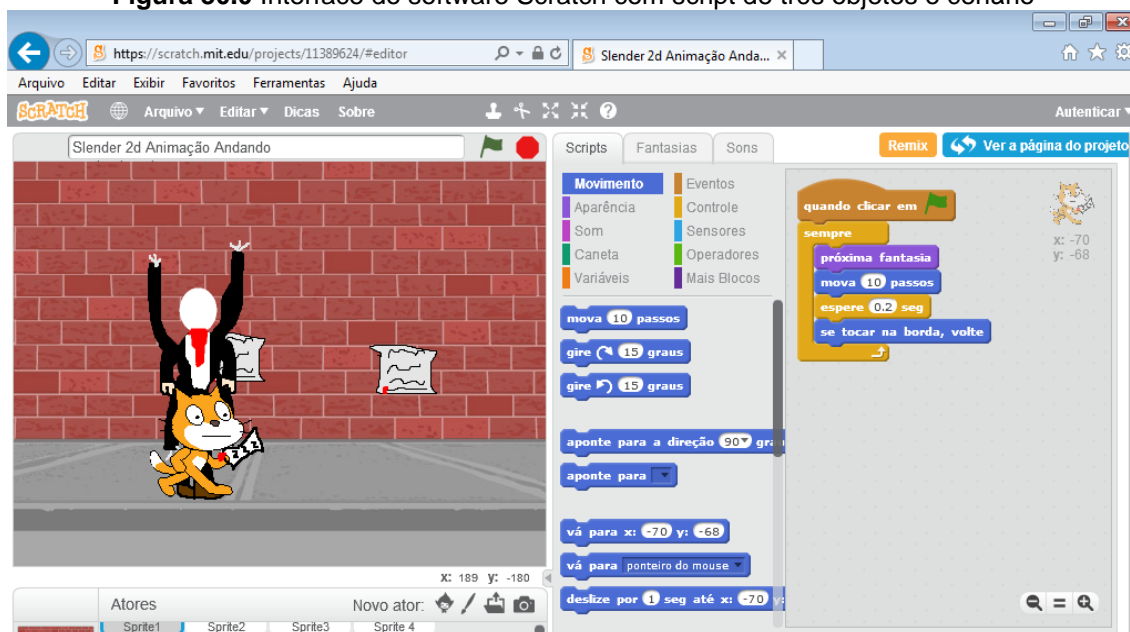 Figura 30.3 Interface do software Scratch com script de três objetos e cenário
https://scratch.mit.edu/projects/11389624/#editor
Slender 2d Animação Anda...
Arquivo Editar Exibir Favoritos Ferramentas Ajuda
SCRATCH Arquivo Editar Dicas Sobre Autenticar
Slender 2d Animação Andando
Scripts Fantasias Sons
Remix Ver a página do projeto
Movimento Eventos
Aparência Controle
Som Sensores
Caneta Operadores
Variáveis Mais Blocos
mova 10 passos
gire 15 graus
gire 15 graus
aponte para a direção 90 grau
aponte para
vá para x: -70 y: -68
vá para ponteiro do mouse
deslize por 1 seg até x: -70 y:
quando clicar em
sempre
próxima fantasia
mova 10 passos
espere 0.2 seg
se tocar na borda, volte
x: -70
y: -68
zzz
X: 189 y: -180
Atores Novo ator:
Sprite1 Sprite2 Sprite3 Sprite 4